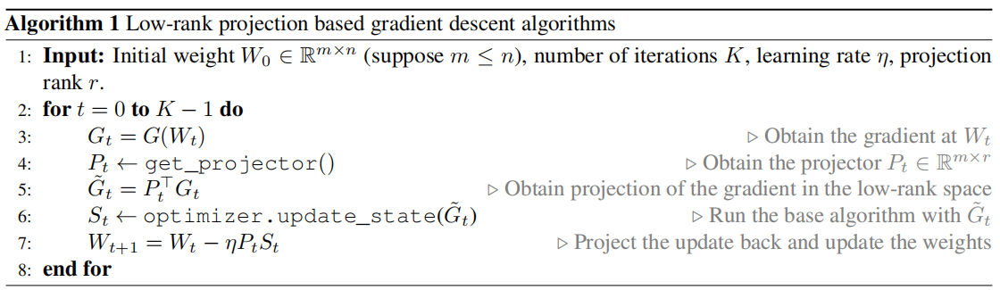 Algorithm 1 Low-rank projection based gradient descent algorithms
1: Input: Initial weight W₀ ∈ ℝ^{m×n} (suppose m ≤ n), number of iterations K, learning rate η, projection
rank r.
2: for t = 0 to K − 1 do
3: G_t = G(W_t) ▷ Obtain the gradient at W_t
4: P_t ← get_projector() ▷ Obtain the projector P_t ∈ ℝ^{m×r}
5: G̃_t = P_t^⊤ G_t ▷ Obtain projection of the gradient in the low-rank space
6: S_t ← optimizer.update_state(G̃_t) ▷ Run the base algorithm with G̃_t
7: W_{t+1} = W_t − ηP_tS_t ▷ Project the update back and update the weights
8: end for